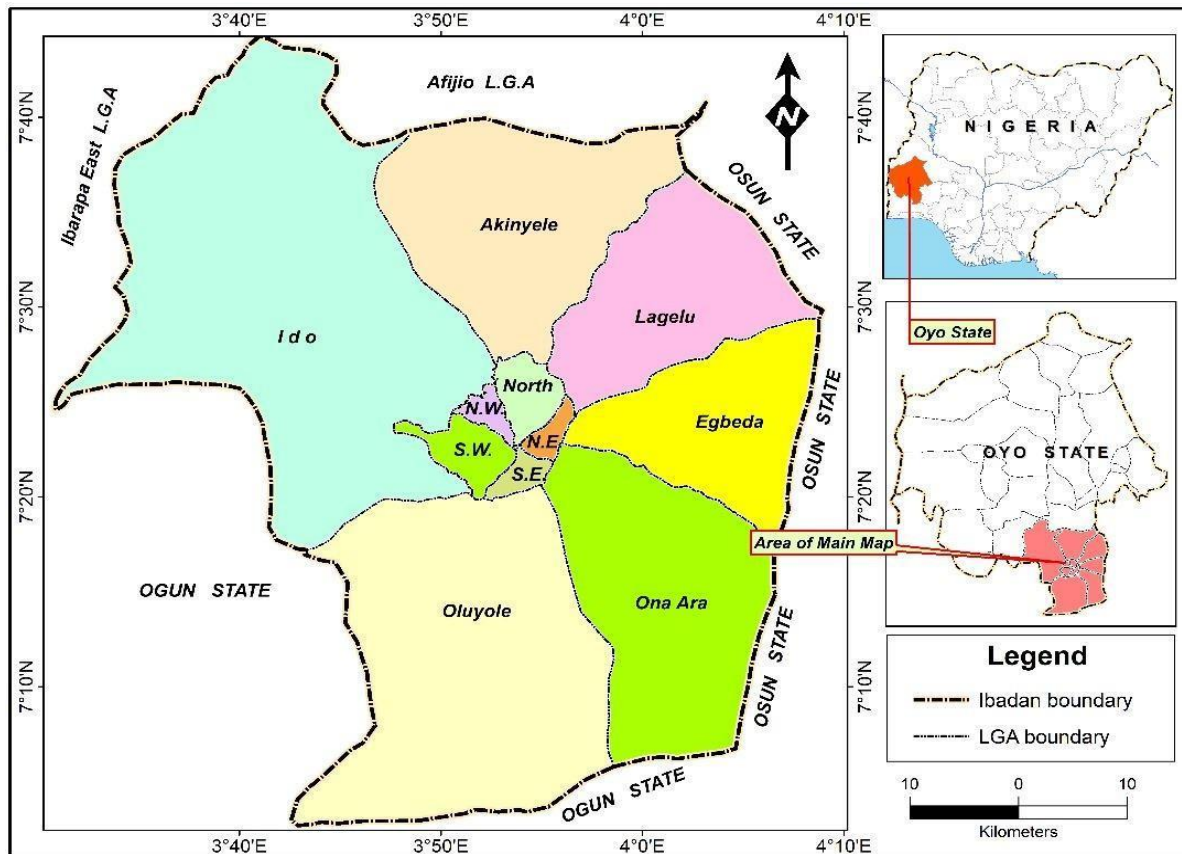 3°40'E 3°50'E 4°0'E 4°10'E
Afijio L.G.A
Ibarapa East L.G.A
7°40'N
7°40'N
N
OSUN STATE
Akinyele
7°30'N
7°30'N
Lagelu
I d o
North
N.W.
Egbeda
OSUN STATE
N.E.
S.W.
S.E.
7°20'N
7°20'N
OGUN STATE
Oluyole
Ona Ara
OSUN STATE
7°10'N
7°10'N
OGUN STATE
3°40'E 3°50'E 4°0'E 4°10'E
NIGERIA
Oyo State
OYO STATE
Area of Main Map
Legend
Ibadan boundary
LGA boundary
10 0 10
Kilometers